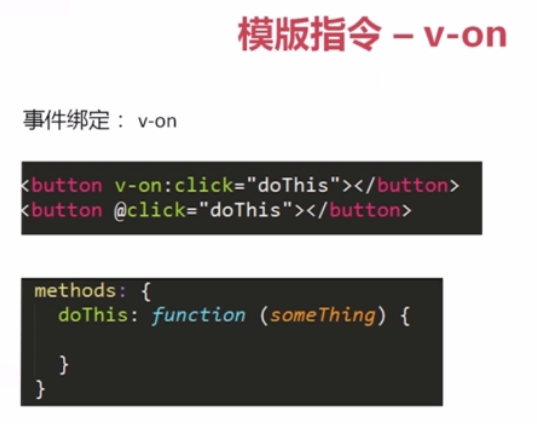 模版指令 – v-on
事件绑定： v-on
<button v-on:click="doThis"></button>
<button @click="doThis"></button>
methods: {
doThis: function (someThing) {
}
}